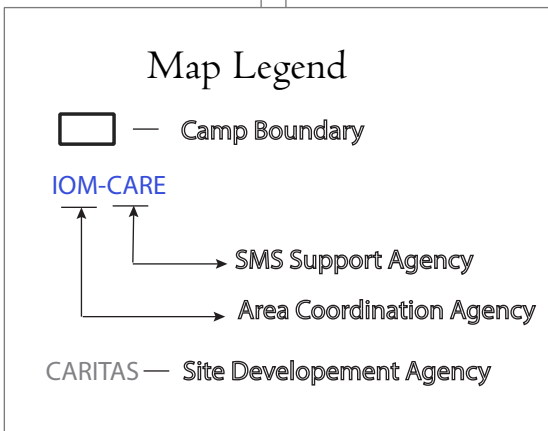 Map Legend
— Camp Boundary
IOM-CARE
SMS Support Agency
Area Coordination Agency
CARITAS — Site Developement Agency